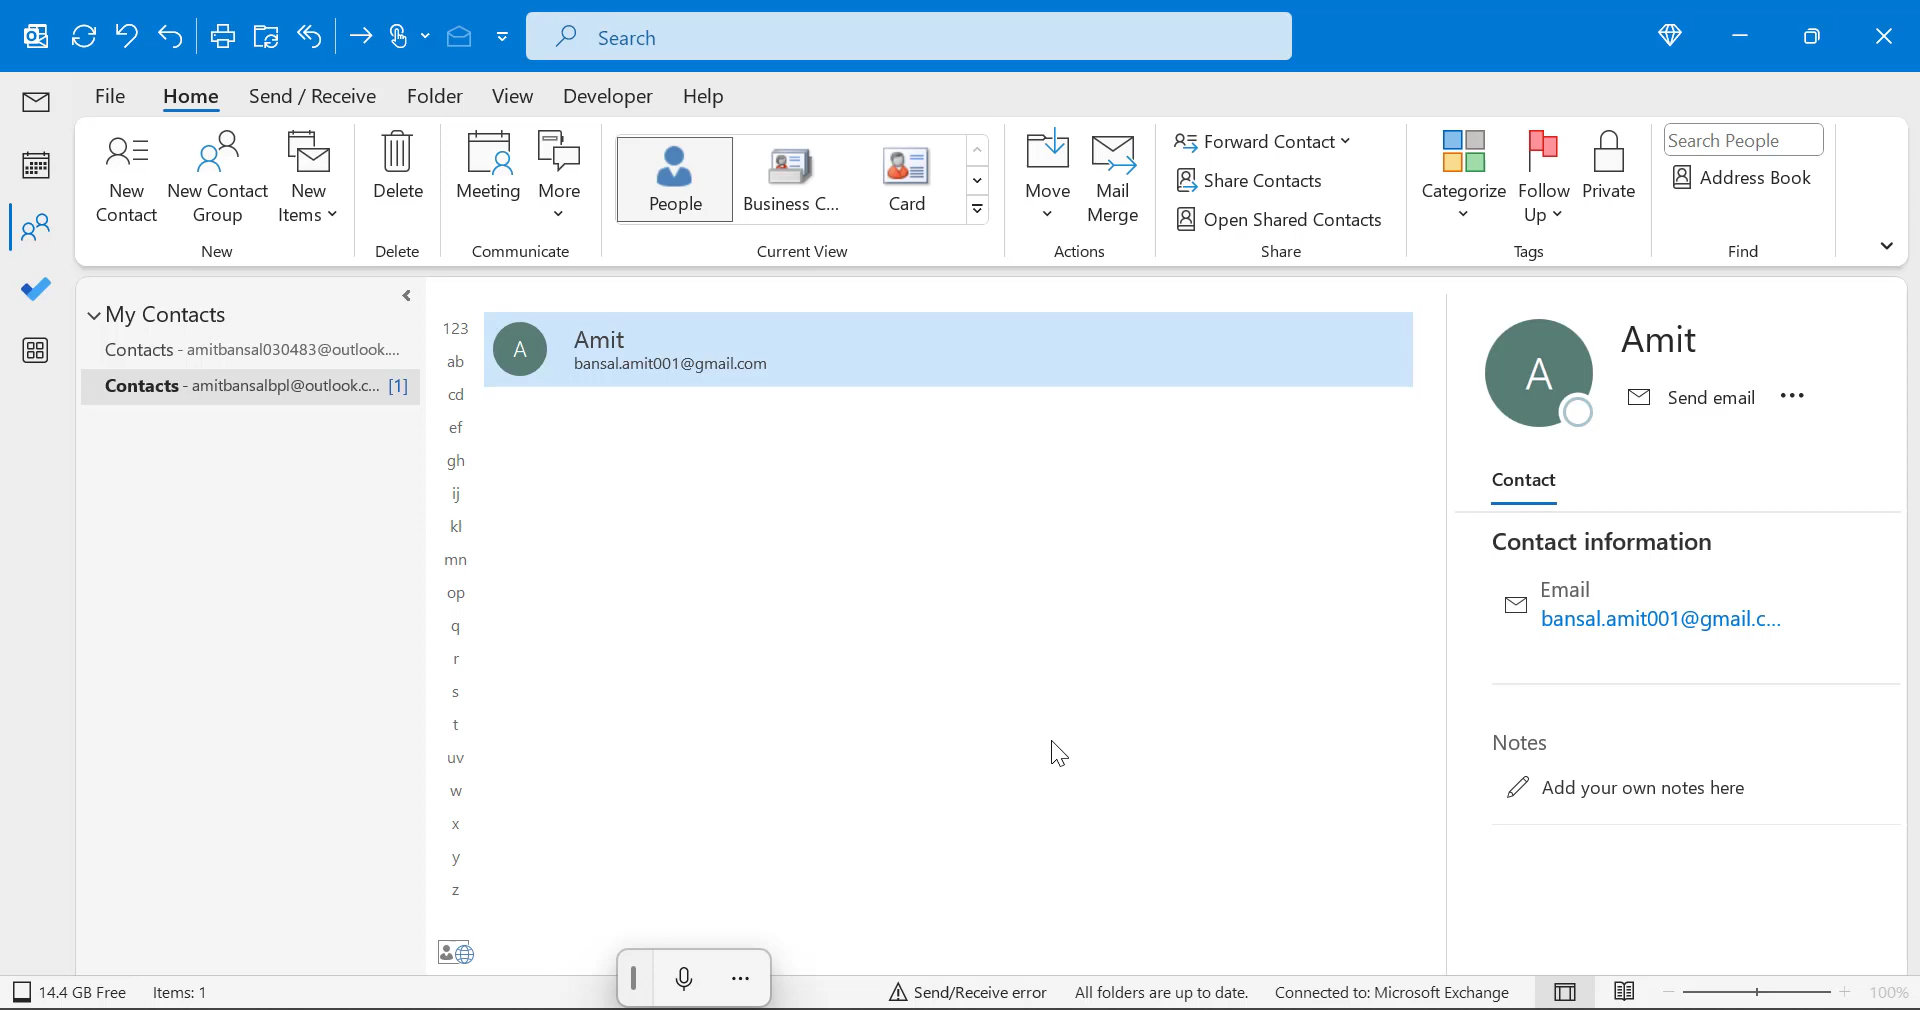 Search
File Home Send / Receive Folder View Developer Help
New Contact
New Contact Group
New Items
New
Delete
Delete
Meeting
More
Communicate
People
Business C...
Card
Current View
Move
Mail Merge
Actions
Forward Contact
Share Contacts
Open Shared Contacts
Share
Categorize
Follow Up
Private
Tags
Search People
Address Book
Find
My Contacts
Contacts - amitbansal030483@outlook....
Contacts - amitbansalbpl@outlook.c... [1]
123
ab
cd
ef
gh
ij
kl
mn
op
q
r
s
t
uv
w
x
y
z
A
Amit
bansal.amit001@gmail.com
A
Amit
Send email
Contact
Contact information
Email
bansal.amit001@gmail.c...
Notes
Add your own notes here
14.4 GB Free Items: 1 Send/Receive error All folders are up to date. Connected to: Microsoft Exchange 100%